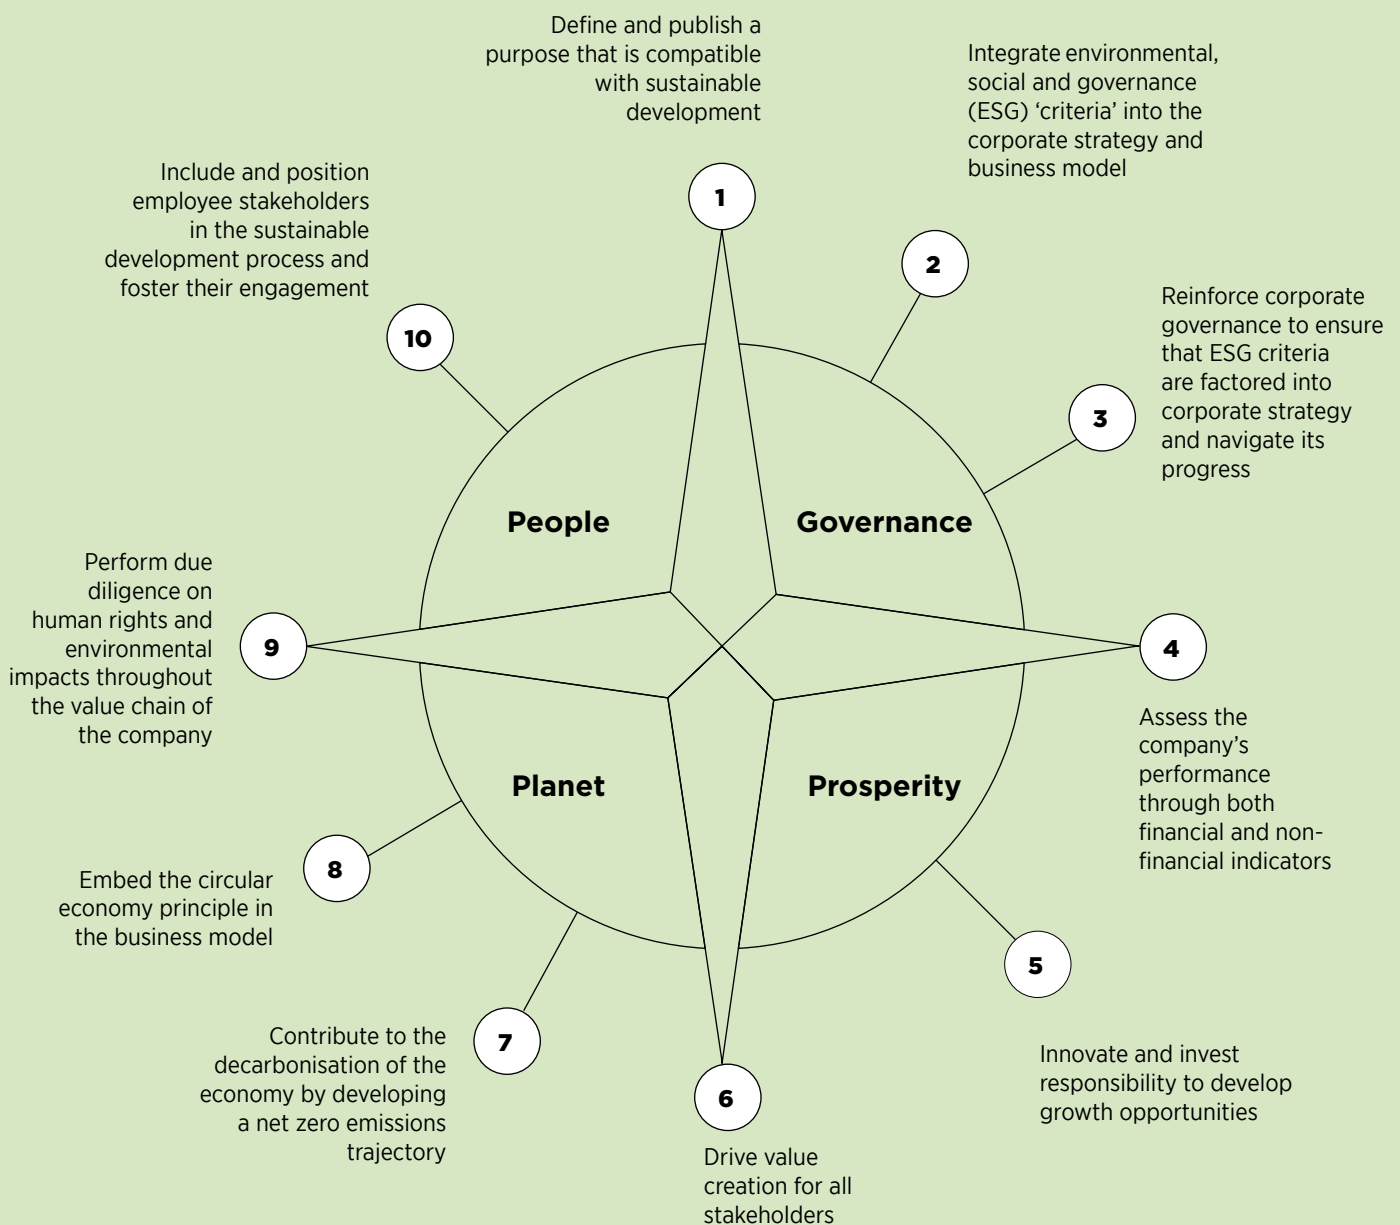 Define and publish a
purpose that is compatible
with sustainable
development
1
Integrate environmental,
social and governance
(ESG) ‘criteria’ into the
corporate strategy and
business model
2
Reinforce corporate
governance to ensure
that ESG criteria
are factored into
corporate strategy
and navigate its
progress
3
Assess the
company’s
performance
through both
financial and non-
financial indicators
4
Innovate and invest
responsibility to develop
growth opportunities
5
Drive value
creation for all
stakeholders
6
Contribute to the
decarbonisation of the
economy by developing
a net zero emissions
trajectory
7
Embed the circular
economy principle in
the business model
8
Perform due
diligence on
human rights and
environmental
impacts throughout
the value chain of
the company
9
Include and position
employee stakeholders
in the sustainable
development process and
foster their engagement
10
People
Governance
Planet
Prosperity